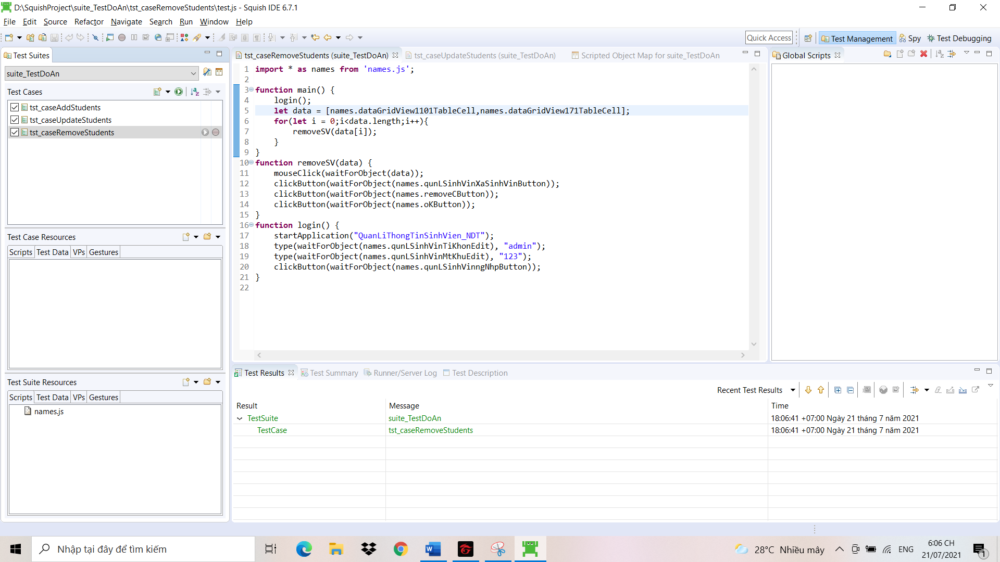 D:\SquishProject\suite_TestDoAn\tst_caseRemoveStudents\test.js - Squish IDE 6.7.1
File Edit Source Refactor Navigate Search Run Window Help
Quick Access Test Management Spy Test Debugging
Test Suites
suite_TestDoAn
Test Cases
tst_caseAddStudents
tst_caseUpdateStudents
tst_caseRemoveStudents
Test Case Resources
Scripts Test Data VPs Gestures
Test Suite Resources
Scripts Test Data VPs Gestures
names.js
tst_caseRemoveStudents (suite_TestDoAn) tst_caseUpdateStudents (suite_TestDoAn) Scripted Object Map for suite_TestDoAn
1 import * as names from 'names.js';
2
3 function main() {
4 login();
5 let data = [names.dataGridView1101TableCell,names.dataGridView171TableCell];
6 for(let i = 0;i<data.length;i++){
7 removeSV(data[i]);
8 }
9 }
10 function removeSV(data) {
11 mouseClick(waitForObject(data));
12 clickButton(waitForObject(names.qunLSinhVinXaSinhVinButton));
13 clickButton(waitForObject(names.removeCButton));
14 clickButton(waitForObject(names.oKButton));
15 }
16 function login() {
17 startApplication("QuanLiThongTinSinhVien_NDT");
18 type(waitForObject(names.qunLSinhVinTiKhonEdit), "admin");
19 type(waitForObject(names.qunLSinhVinMtKhuEdit), "123");
20 clickButton(waitForObject(names.qunLSinhVinngNhpButton));
21 }
22
Global Scripts
Test Results Test Summary Runner/Server Log Test Description
Recent Test Results
Result Message Time
TestSuite suite_TestDoAn 18:06:41 +07:00 Ngày 21 tháng 7 năm 2021
TestCase tst_caseRemoveStudents 18:06:41 +07:00 Ngày 21 tháng 7 năm 2021
Nhập tại đây để tìm kiếm
28°C Nhiều mây
ENG
6:06 CH
21/07/2021
1